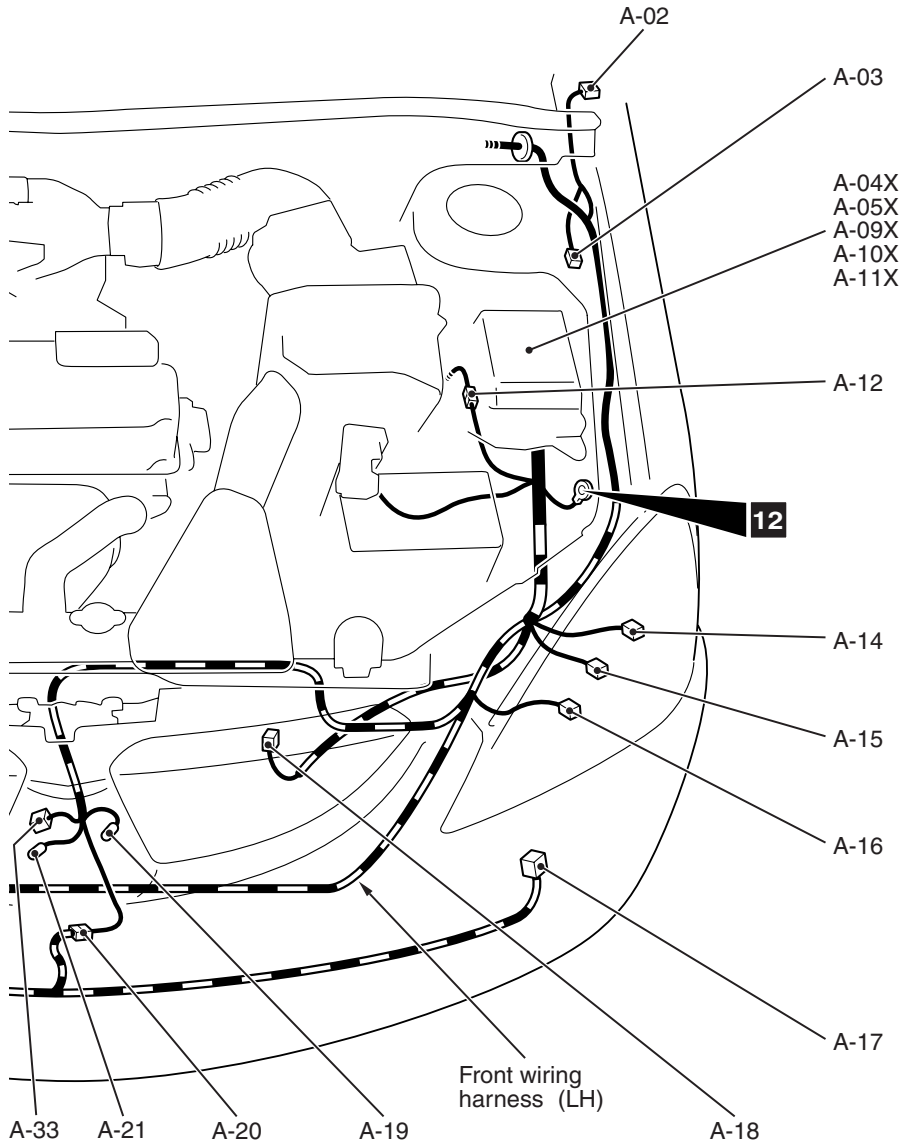 A-02
A-03
A-04X
A-05X
A-09X
A-10X
A-11X
A-12
12
A-14
A-15
A-16
A-17
Front wiring
harness (LH)
A-33
A-21
A-20
A-19
A-18